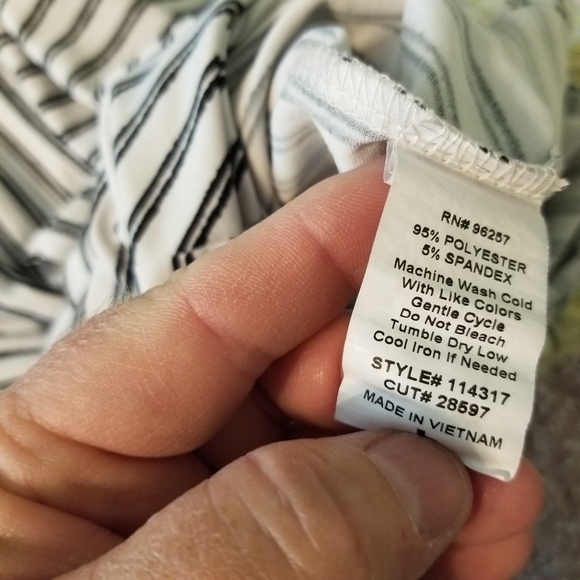 RN# 96257
95% POLYESTER
5% SPANDEX
Machine Wash Cold
With Like Colors
Gentle Cycle
Do Not Bleach
Tumble Dry Low
Cool Iron If Needed
STYLE# 114317
CUT# 28597
MADE IN VIETNAM